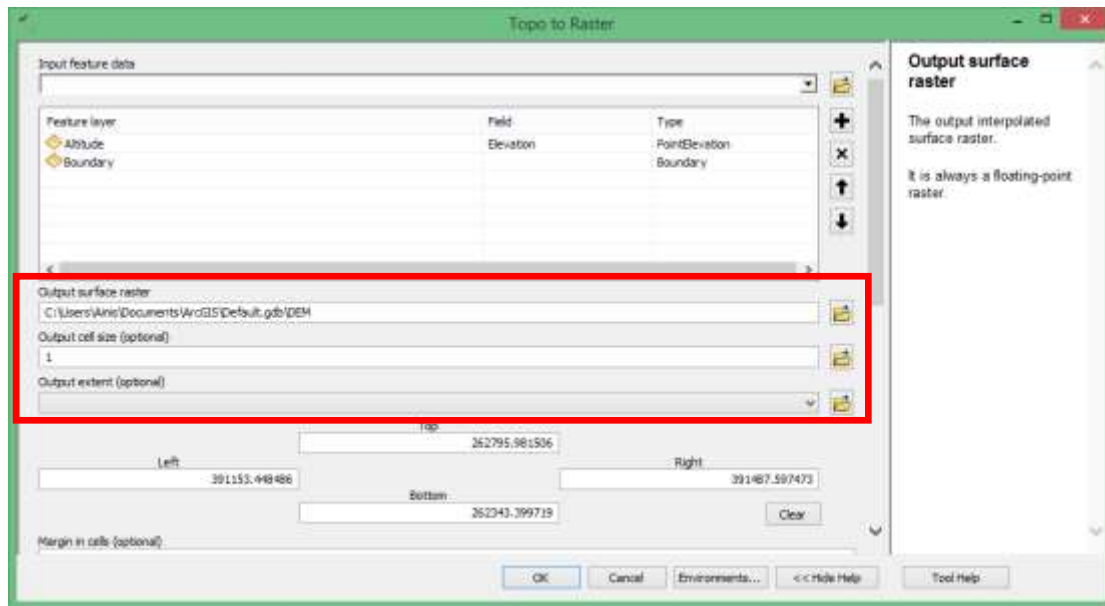 Topo to Raster
Input feature data
Feature layer Field Type
Altitude Elevation PointElevation
Boundary Boundary
Output surface raster
C:\Users\Anis\Documents\ArcGIS\Default.gdb\DEM
Output cell size (optional)
1
Output extent (optional)
Top
262795.981506
Left Right
391153.448486 391487.597473
Bottom
262343.399719
Clear
Margin in cells (optional)
OK Cancel Environments... << Hide Help Tool Help
Output surface
raster
The output interpolated
surface raster.
It is always a floating-point
raster.